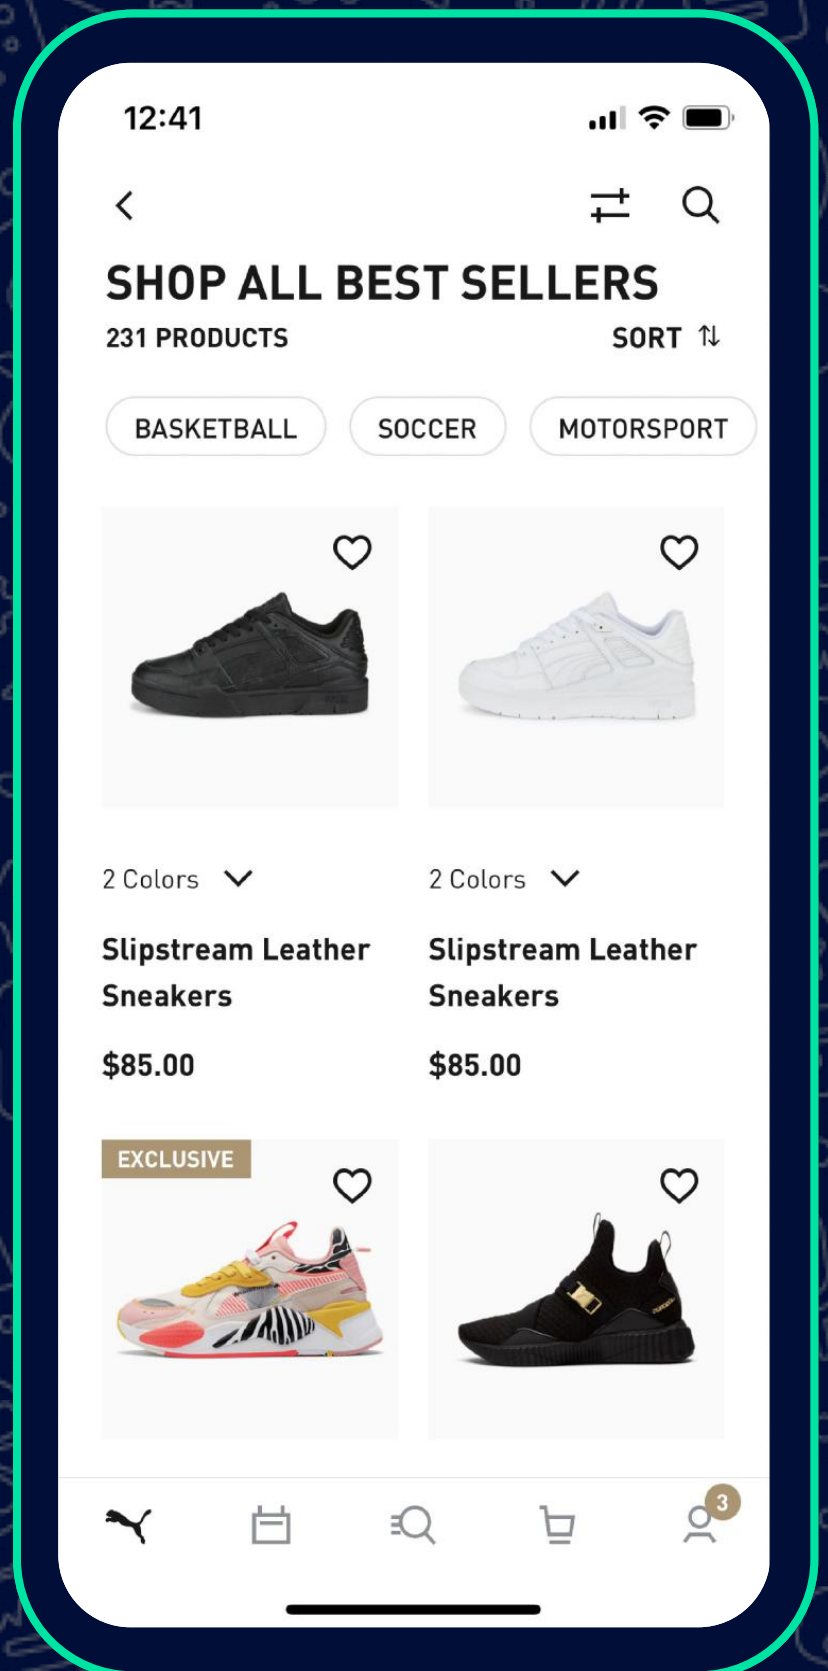 12:41
SHOP ALL BEST SELLERS
231 PRODUCTS
SORT
BASKETBALL
SOCCER
MOTORSPORT
2 Colors
2 Colors
Slipstream Leather
Sneakers
Slipstream Leather
Sneakers
$85.00
$85.00
EXCLUSIVE
3